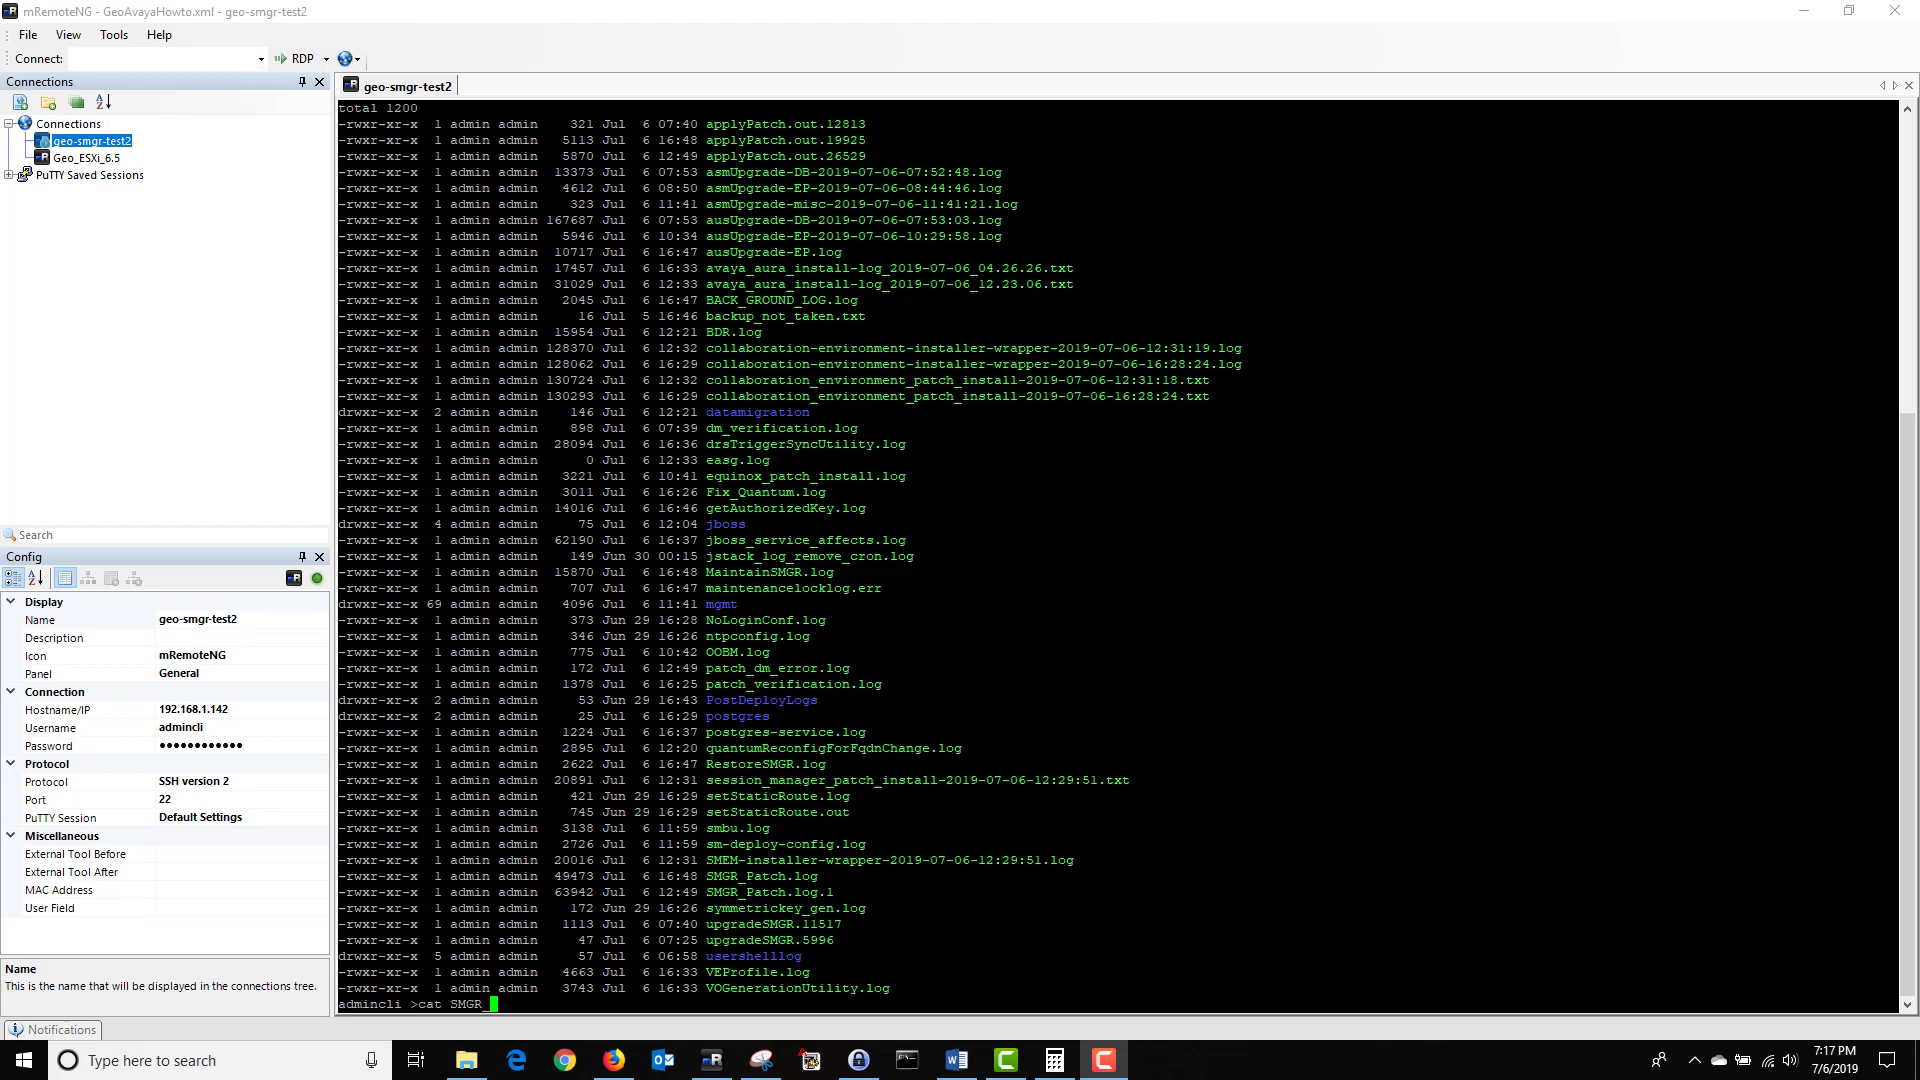 mRemoteNG - GeoAvayaHowto.xml - geo-smgr-test2
File View Tools Help
Connect: RDP
Connections
Connections
geo-smgr-test2
Geo_ESXi_6.5
PuTTY Saved Sessions
Search
Config
Display
Name geo-smgr-test2
Description
Icon mRemoteNG
Panel General
Connection
Hostname/IP 192.168.1.142
Username admincli
Password ●●●●●●●●●●●●
Protocol
Protocol SSH version 2
Port 22
PuTTY Session Default Settings
Miscellaneous
External Tool Before
External Tool After
MAC Address
User Field
Name
This is the name that will be displayed in the connections tree.
Notifications
geo-smgr-test2
total 1200
-rwxr-xr-x 1 admin admin 321 Jul 6 07:40 applyPatch.out.12813
-rwxr-xr-x 1 admin admin 5113 Jul 6 16:48 applyPatch.out.19925
-rwxr-xr-x 1 admin admin 5870 Jul 6 12:49 applyPatch.out.26529
-rwxr-xr-x 1 admin admin 13373 Jul 6 07:53 asmUpgrade-DB-2019-07-06-07:52:48.log
-rwxr-xr-x 1 admin admin 4612 Jul 6 08:50 asmUpgrade-EP-2019-07-06-08:44:46.log
-rwxr-xr-x 1 admin admin 323 Jul 6 11:41 asmUpgrade-misc-2019-07-06-11:41:21.log
-rwxr-xr-x 1 admin admin 167687 Jul 6 07:53 ausUpgrade-DB-2019-07-06-07:53:03.log
-rwxr-xr-x 1 admin admin 5946 Jul 6 10:34 ausUpgrade-EP-2019-07-06-10:29:58.log
-rwxr-xr-x 1 admin admin 10717 Jul 6 16:47 ausUpgrade-EP.log
-rwxr-xr-x 1 admin admin 17457 Jul 6 16:33 avaya_aura_install-log_2019-07-06_04.26.26.txt
-rwxr-xr-x 1 admin admin 31029 Jul 6 12:33 avaya_aura_install-log_2019-07-06_12.23.06.txt
-rwxr-xr-x 1 admin admin 2045 Jul 6 16:47 BACK_GROUND_LOG.log
-rwxr-xr-x 1 admin admin 16 Jul 5 16:46 backup_not_taken.txt
-rwxr-xr-x 1 admin admin 15954 Jul 6 12:21 BDR.log
-rwxr-xr-x 1 admin admin 128370 Jul 6 12:32 collaboration-environment-installer-wrapper-2019-07-06-12:31:19.log
-rwxr-xr-x 1 admin admin 128062 Jul 6 16:29 collaboration-environment-installer-wrapper-2019-07-06-16:28:24.log
-rwxr-xr-x 1 admin admin 130724 Jul 6 12:32 collaboration_environment_patch_install-2019-07-06-12:31:18.txt
-rwxr-xr-x 1 admin admin 130293 Jul 6 16:29 collaboration_environment_patch_install-2019-07-06-16:28:24.txt
drwxr-xr-x 2 admin admin 146 Jul 6 12:21 datamigration
-rwxr-xr-x 1 admin admin 898 Jul 6 07:39 dm_verification.log
-rwxr-xr-x 1 admin admin 28094 Jul 6 16:36 drsTriggerSyncUtility.log
-rwxr-xr-x 1 admin admin 0 Jul 6 12:33 easg.log
-rwxr-xr-x 1 admin admin 3221 Jul 6 10:41 equinox_patch_install.log
-rwxr-xr-x 1 admin admin 3011 Jul 6 16:26 Fix_Quantum.log
-rwxr-xr-x 1 admin admin 14016 Jul 6 16:46 getAuthorizedKey.log
drwxr-xr-x 4 admin admin 75 Jul 6 12:04 jboss
-rwxr-xr-x 1 admin admin 62190 Jul 6 16:37 jboss_service_affects.log
-rwxr-xr-x 1 admin admin 149 Jun 30 00:15 jstack_log_remove_cron.log
-rwxr-xr-x 1 admin admin 15870 Jul 6 16:48 MaintainSMGR.log
-rwxr-xr-x 1 admin admin 707 Jul 6 16:47 maintenancelocklog.err
drwxr-xr-x 69 admin admin 4096 Jul 6 11:41 mgmt
-rwxr-xr-x 1 admin admin 373 Jun 29 16:28 NoLoginConf.log
-rwxr-xr-x 1 admin admin 346 Jun 29 16:26 ntpconfig.log
-rwxr-xr-x 1 admin admin 775 Jul 6 10:42 OOBM.log
-rwxr-xr-x 1 admin admin 172 Jul 6 12:49 patch_dm_error.log
-rwxr-xr-x 1 admin admin 1378 Jul 6 16:25 patch_verification.log
drwxr-xr-x 2 admin admin 53 Jun 29 16:43 PostDeployLogs
drwxr-xr-x 2 admin admin 25 Jul 6 16:29 postgres
-rwxr-xr-x 1 admin admin 1224 Jul 6 16:37 postgres-service.log
-rwxr-xr-x 1 admin admin 2895 Jul 6 12:20 quantumReconfigForFqdnChange.log
-rwxr-xr-x 1 admin admin 2622 Jul 6 16:47 RestoreSMGR.log
-rwxr-xr-x 1 admin admin 20891 Jul 6 12:31 session_manager_patch_install-2019-07-06-12:29:51.txt
-rwxr-xr-x 1 admin admin 421 Jun 29 16:29 setStaticRoute.log
-rwxr-xr-x 1 admin admin 745 Jun 29 16:29 setStaticRoute.out
-rwxr-xr-x 1 admin admin 3138 Jul 6 11:59 smbu.log
-rwxr-xr-x 1 admin admin 2726 Jul 6 11:59 sm-deploy-config.log
-rwxr-xr-x 1 admin admin 20016 Jul 6 12:31 SMEM-installer-wrapper-2019-07-06-12:29:51.log
-rwxr-xr-x 1 admin admin 49473 Jul 6 16:48 SMGR_Patch.log
-rwxr-xr-x 1 admin admin 63942 Jul 6 12:49 SMGR_Patch.log.1
-rwxr-xr-x 1 admin admin 172 Jun 29 16:26 symmetrickey_gen.log
-rwxr-xr-x 1 admin admin 1113 Jul 6 07:40 upgradeSMGR.11517
-rwxr-xr-x 1 admin admin 47 Jul 6 07:25 upgradeSMGR.5996
drwxr-xr-x 5 admin admin 57 Jul 6 06:58 usershelllog
-rwxr-xr-x 1 admin admin 4663 Jul 6 16:33 VEProfile.log
-rwxr-xr-x 1 admin admin 3743 Jul 6 16:33 VOGenerationUtility.log
admincli >cat SMGR_
Type here to search
7:17 PM
7/6/2019